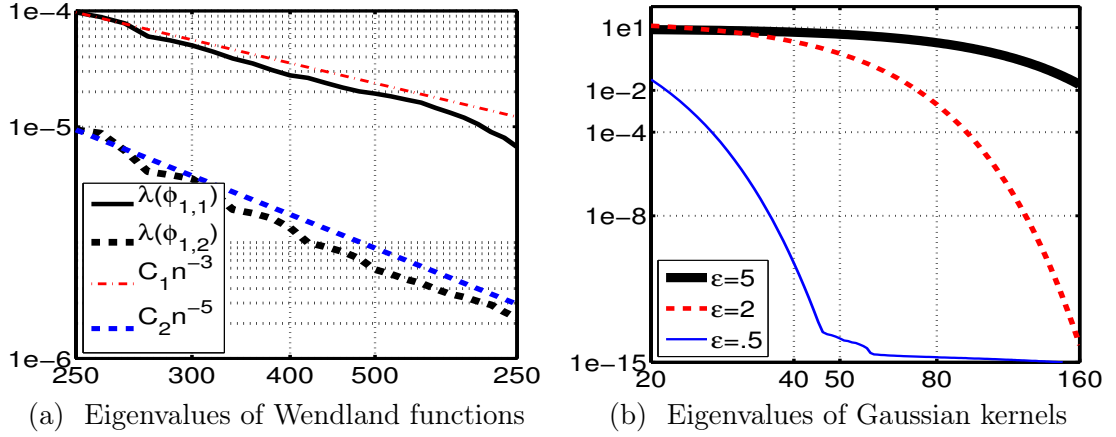 1e−4
1e−5
1e−6
λ(ϕ1,1)
λ(ϕ1,2)
C1n−3
C2n−5
250 300 400 500 250
(a) Eigenvalues of Wendland functions
1e1
1e−2
1e−4
1e−8
1e−15
ε=5
ε=2
ε=.5
20 40 50 80 160
(b) Eigenvalues of Gaussian kernels